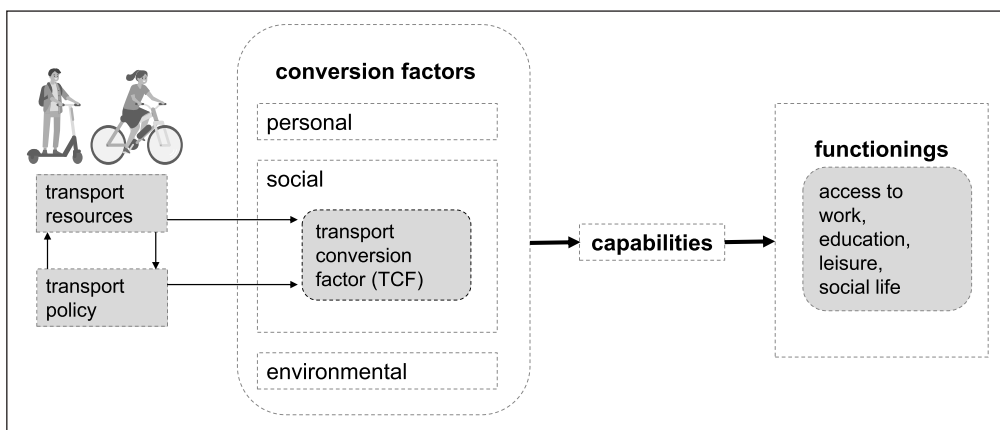 conversion factors
personal
social
transport
resources
transport
policy
transport
conversion
factor (TCF)
environmental
capabilities
functionings
access to
work,
education,
leisure,
social life